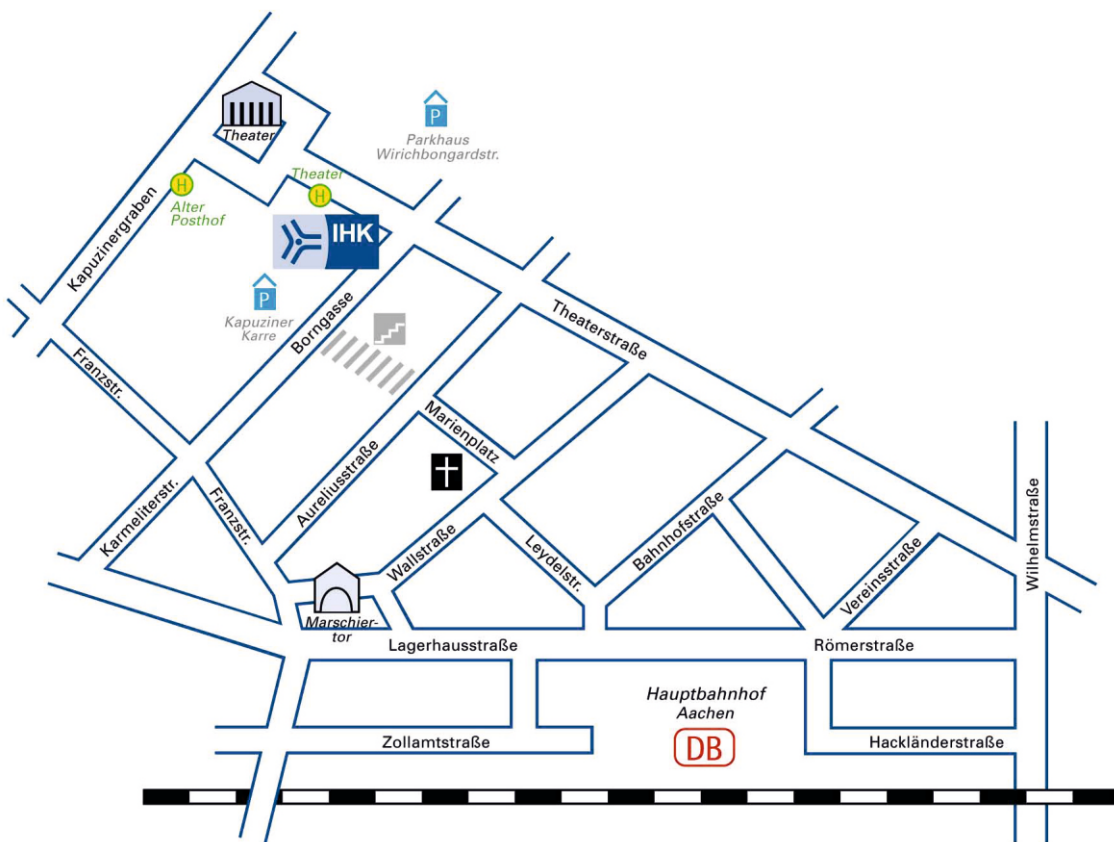 Theater
P
Parkhaus
Wirichbongardstr.
Theater
H
H
Alter
Posthof
IHK
Kapuzinergraben
P
Kapuziner
Karre
Borngasse
Theaterstraße
Franzstr.
Marienplatz
Aureliusstraße
Karmeliterstr.
Franzstr.
Wallstraße
Leydelstr.
Bahnhofstraße
Vereinsstraße
Wilhelmstraße
Marschier-
tor
Lagerhausstraße
Römerstraße
Hauptbahnhof
Aachen
DB
Zollamtstraße
Hackländerstraße